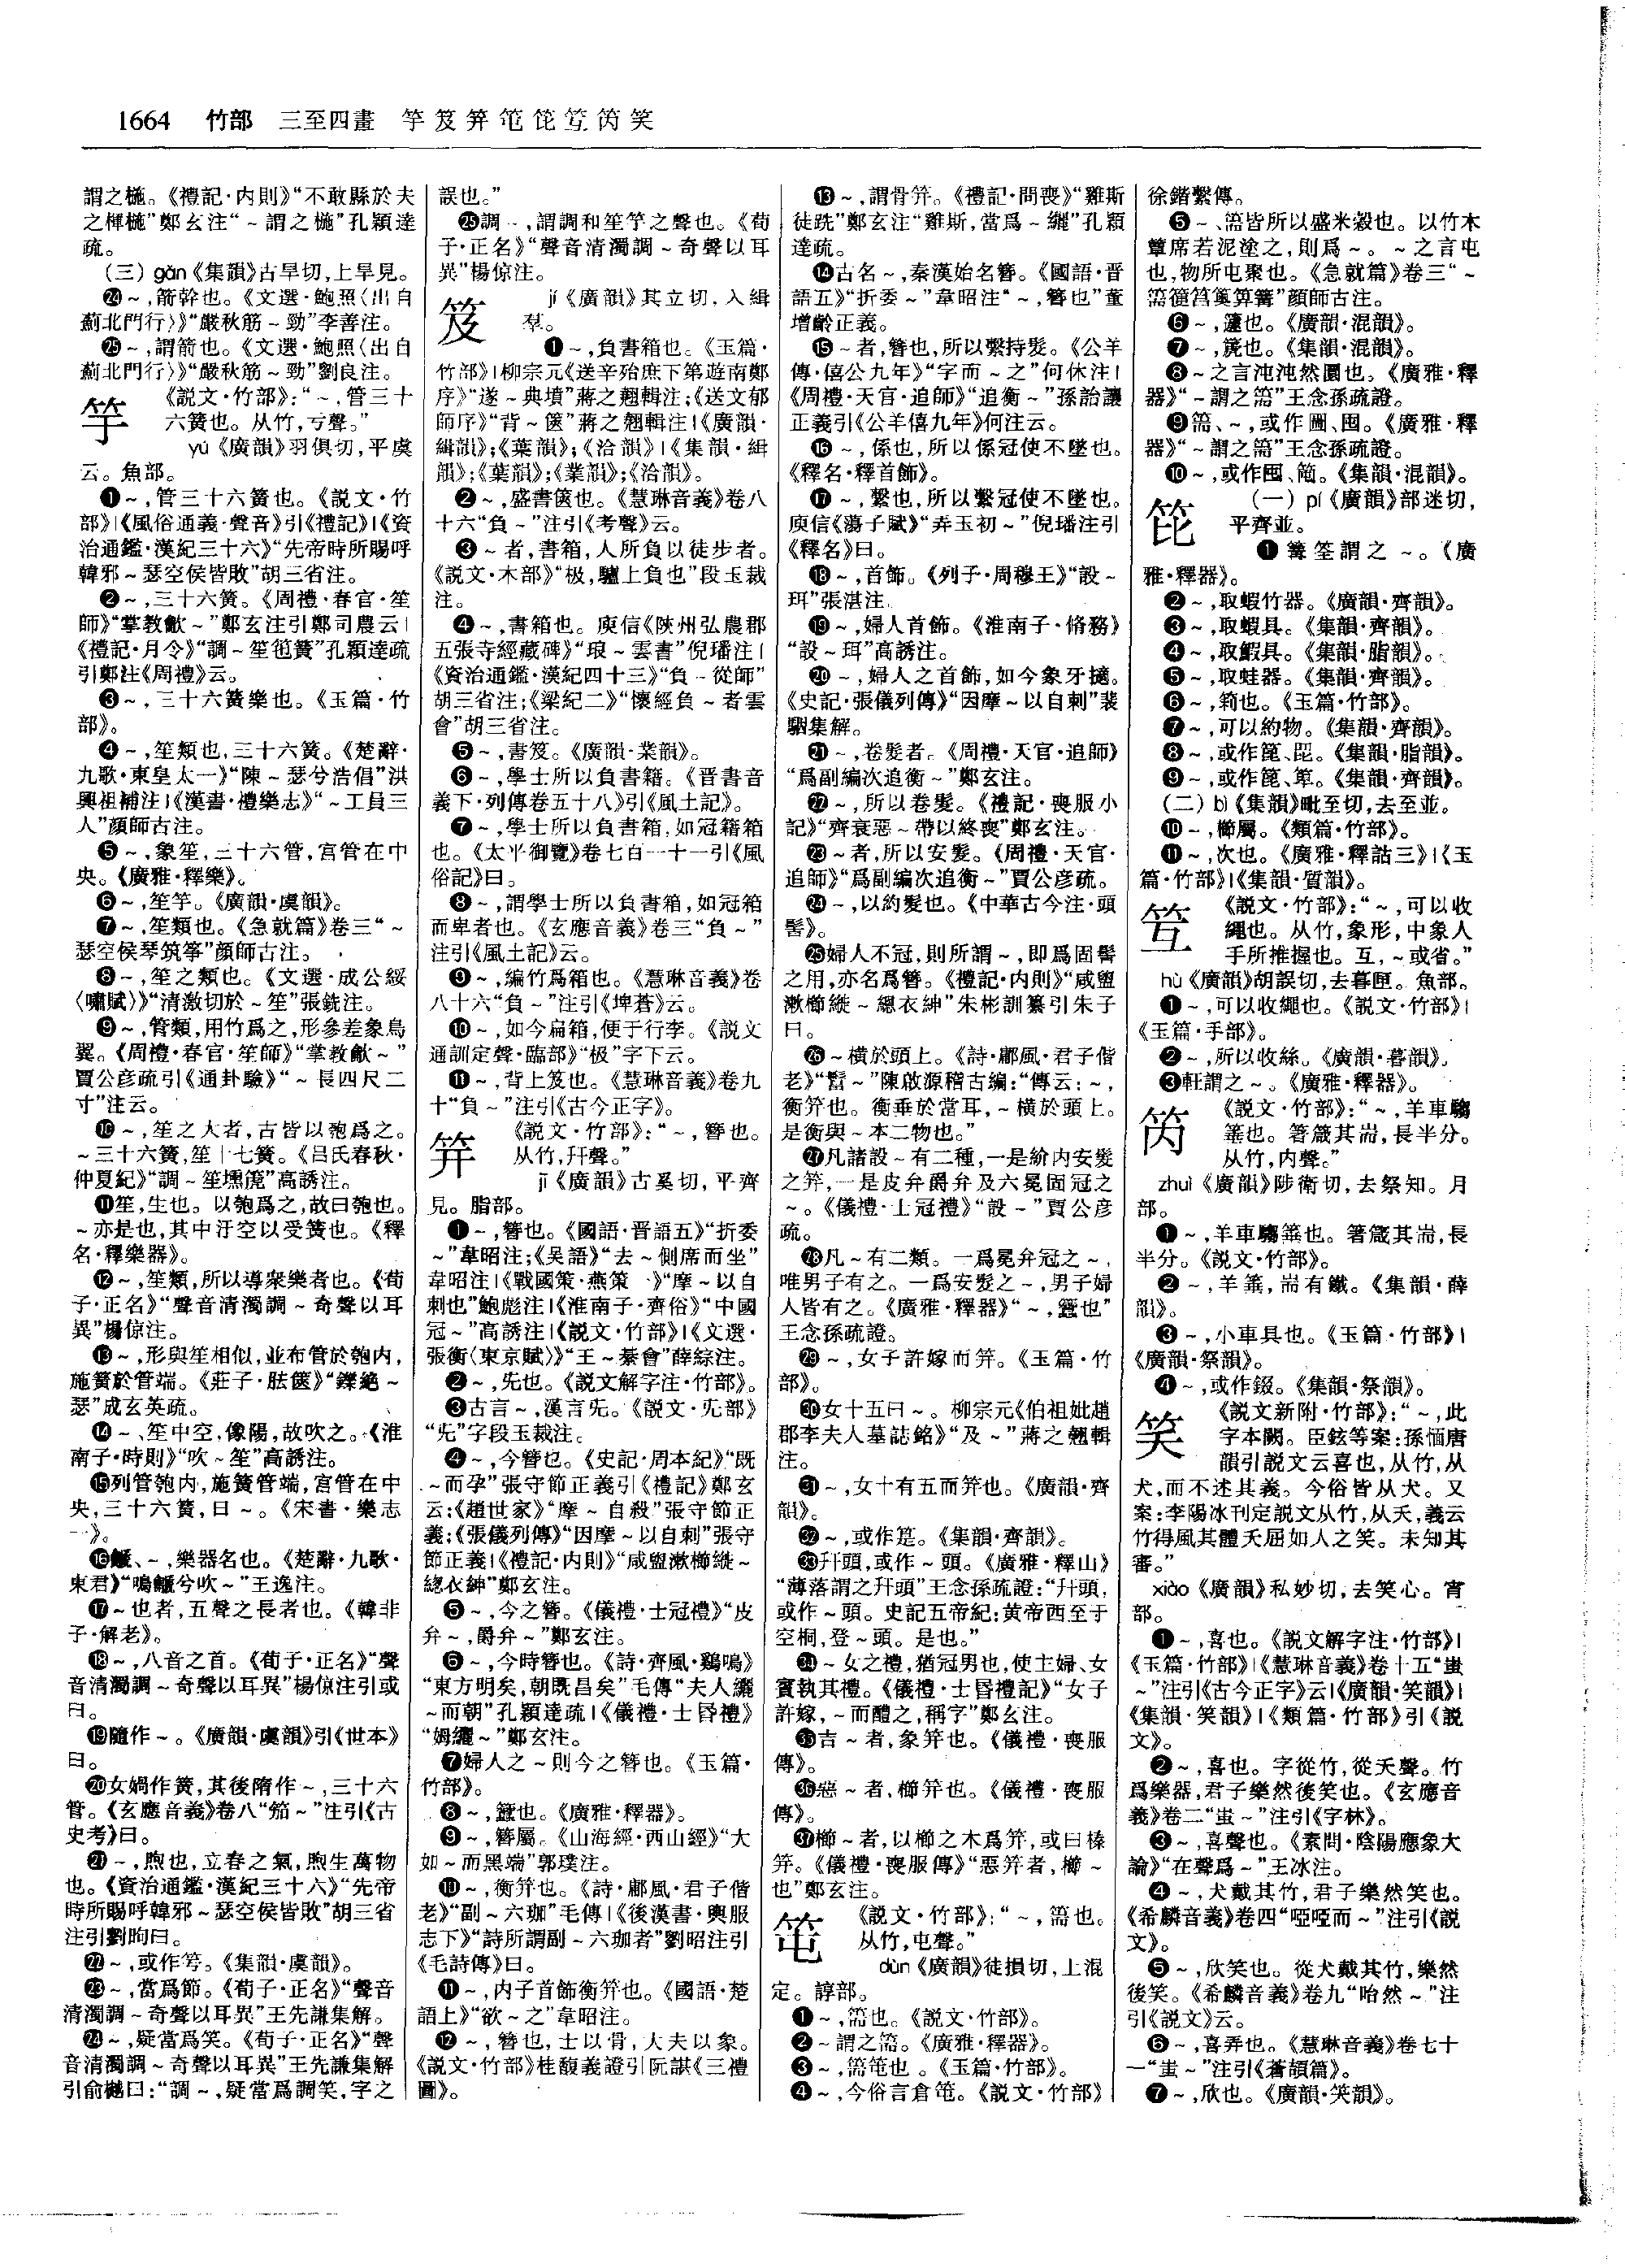 1664 竹部 三至四畫 竽笈笄笔笓笠笍笑
謂之椸。《禮記·内則》“不敢縣於夫
之楎椸”鄭玄注“～謂之椸”孔穎達
疏。
（三）gǎn《集韻》古旱切，上旱見。
㉔～，箭幹也。《文選·鮑照〈出自
薊北門行〉》“嚴秋筋～勁”李善注。
㉕～，謂箭也。《文選·鮑照〈出自
薊北門行〉》“嚴秋筋～勁”劉良注。
竽
《説文·竹部》：“～，管三十
六簧也。从竹，亏聲。”
yú《廣韻》羽俱切，平虞
云。魚部。
❶～，管三十六簧也。《説文·竹
部》|《風俗通義·聲音》引《禮記》|《資
治通鑑·漢紀三十六》“先帝時所賜呼
韓邪～瑟空侯皆敗”胡三省注。
❷～，三十六簧。《周禮·春官·笙
師》“掌教龡～”鄭玄注引鄭司農云|
《禮記·月令》“調～笙竾簧”孔穎達疏
引鄭注《周禮》云。
❸～，三十六簧樂也。《玉篇·竹
部》。
❹～，笙類也，三十六簧。《楚辭·
九歌·東皇太一》“陳～瑟兮浩倡”洪
興祖補注|《漢書·禮樂志》“～工員三
人”顔師古注。
❺～，象笙，三十六管，宫管在中
央。《廣雅·釋樂》。
❻～，笙竽。《廣韻·虞韻》。
❼～，笙類也。《急就篇》卷三“～
瑟空侯琴筑筝”顔師古注。
❽～，笙之類也。《文選·成公綏
〈嘯賦〉》“清激切於～笙”張銑注。
❾～，管類，用竹爲之，形參差象鳥
翼。《周禮·春官·笙師》“掌教龡～”
賈公彦疏引《通卦驗》“～長四尺二
寸”注云。
❿～，笙之大者，古皆以匏爲之。
～三十六簧，笙十七簧。《吕氏春秋·
仲夏紀》“調～笙壎箎”高誘注。
⓫笙，生也。以匏爲之，故曰匏也。
～亦是也，其中汙空以受簧也。《釋
名·釋樂器》。
⓬～，笙類，所以導衆樂者也。《荀
子·正名》“聲音清濁調～奇聲以耳
異”楊倞注。
⓭～，形與笙相似，並布管於匏内，
施簧於管端。《莊子·胠篋》“鑠絶～
瑟”成玄英疏。
⓮～、笙中空，像陽，故吹之。《淮
南子·時則》“吹～笙”高誘注。
⓯列管匏内，施簧管端，宫管在中
央，三十六簧，曰～。《宋書·樂志
一》。
⓰鷈、～，樂器名也。《楚辭·九歌·
東君》“鳴鷈兮吹～”王逸注。
⓱～也者，五聲之長者也。《韓非
子·解老》。
⓲～，八音之首。《荀子·正名》“聲
音清濁調～奇聲以耳異”楊倞注引或
曰。
⓳隨作～。《廣韻·虞韻》引《世本》
曰。
⓴女媧作簧，其後隋作～，三十六
管。《玄應音義》卷八“笳～”注引《古
史考》曰。
㉑～，煦也，立春之氣，煦生萬物
也。《資治通鑑·漢紀三十六》“先帝
時所賜呼韓邪～瑟空侯皆敗”胡三省
注引劉昫曰。
㉒～，或作竽。《集韻·虞韻》。
㉓～，當爲節。《荀子·正名》“聲音
清濁調～奇聲以耳異”王先謙集解。
㉔～，疑當爲笑。《荀子·正名》“聲
音清濁調～奇聲以耳異”王先謙集解
引俞樾曰：“調～，疑當爲調笑，字之
誤也。”
㉕調～，謂調和笙竽之聲也。《荀
子·正名》“聲音清濁調～奇聲以耳
異”楊倞注。
笈
jí《廣韻》其立切，入緝
羣。
❶～，負書箱也。《玉篇·
竹部》|柳宗元《送辛殆庶下第遊南鄭
序》“遂～典墳”蔣之翹輯注；《送文郁
師序》“背～篋”蔣之翹輯注|《廣韻·
緝韻》；《葉韻》；《洽韻》|《集韻·緝
韻》；《葉韻》；《業韻》；《洽韻》。
❷～，盛書篋也。《慧琳音義》卷八
十六“負～”注引《考聲》云。
❸～者，書箱，人所負以徒步者。
《説文·木部》“极，驢上負也”段玉裁
注。
❹～，書箱也。庾信《陝州弘農郡
五張寺經藏碑》“琅～雲書”倪璠注|
《資治通鑑·漢紀四十三》“負～從師”
胡三省注；《梁紀二》“懷經負～者雲
會”胡三省注。
❺～，書笈。《廣韻·業韻》。
❻～，學士所以負書籍。《晋書音
義下·列傳卷五十八》引《風土記》。
❼～，學士所以負書箱，如冠籍箱
也。《太平御覽》卷七百一十一引《風
俗記》曰。
❽～，謂學士所以負書箱，如冠箱
而卑者也。《玄應音義》卷三“負～”
注引《風土記》云。
❾～，編竹爲箱也。《慧琳音義》卷
八十六“負～”注引《埤蒼》云。
❿～，如今扁箱，便于行李。《説文
通訓定聲·臨部》“极”字下云。
⓫～，背上笈也。《慧琳音義》卷九
十“負～”注引《古今正字》。
笄
《説文·竹部》：“～，簪也。
从竹，幵聲。”
jī《廣韻》古奚切，平齊
見。脂部。
❶～，簪也。《國語·晋語五》“折委
～”韋昭注；《吴語》“去～側席而坐”
韋昭注|《戰國策·燕策一》“摩～以自
刺也”鮑彪注|《淮南子·齊俗》“中國
冠～”高誘注|《説文·竹部》|《文選·
張衡〈東京賦〉》“王～綦會”薛綜注。
❷～，先也。《説文解字注·竹部》。
❸古言～，漢言兂。《説文·兂部》
“兂”字段玉裁注。
❹～，今簪也。《史記·周本紀》“既
～而孕”張守節正義引《禮記》鄭玄
云；《趙世家》“摩～自殺”張守節正
義；《張儀列傳》“因摩～以自刺”張守
節正義|《禮記·内則》“咸盥漱櫛縰～
總衣紳”鄭玄注。
❺～，今之簪。《儀禮·士冠禮》“皮
弁～，爵弁～”鄭玄注。
❻～，今時簪也。《詩·齊風·鷄鳴》
“東方明矣，朝既昌矣”毛傳“夫人纚
～而朝”孔穎達疏|《儀禮·士昏禮》
“姆纚～”鄭玄注。
❼婦人之～則今之簪也。《玉篇·
竹部》。
❽～，簪也。《廣雅·釋器》。
❾～，簪屬。《山海經·西山經》“大
如～而黑端”郭璞注。
❿～，衡笄也。《詩·鄘風·君子偕
老》“副～六珈”毛傳|《後漢書·輿服
志下》“詩所謂副～六珈者”劉昭注引
《毛詩傳》曰。
⓫～，内子首飾衡笄也。《國語·楚
語上》“欲～之”韋昭注。
⓬～，簪也，士以骨，大夫以象。
《説文·竹部》桂馥義證引阮諶《三禮
圖》。
⓭～，謂骨笄。《禮記·問喪》“雞斯
徒跣”鄭玄注“雞斯，當爲～纚”孔穎
達疏。
⓮古名～，秦漢始名簪。《國語·晋
語五》“折委～”韋昭注“～，簪也”董
增齡正義。
⓯～者，簪也，所以繫持髮。《公羊
傳·僖公九年》“字而～之”何休注|
《周禮·天官·追師》“追衡～”孫詒讓
正義引《公羊僖九年》何注云。
⓰～，係也，所以係冠使不墜也。
《釋名·釋首飾》。
⓱～，繫也，所以繫冠使不墜也。
庾信《蕩子賦》“弄玉初～”倪璠注引
《釋名》曰。
⓲～，首飾。《列子·周穆王》“設～
珥”張湛注。
⓳～，婦人首飾。《淮南子·脩務》
“設～珥”高誘注。
⓴～，婦人之首飾，如今象牙擿。
《史記·張儀列傳》“因摩～以自刺”裴
駰集解。
㉑～，卷髮者。《周禮·天官·追師》
“爲副編次追衡～”鄭玄注。
㉒～，所以卷髮。《禮記·喪服小
記》“齊衰惡～帶以終喪”鄭玄注。
㉓～者，所以安髮。《周禮·天官·
追師》“爲副編次追衡～”賈公彦疏。
㉔～，以約髮也。《中華古今注·頭
髻》。
㉕婦人不冠，則所謂～，即爲固髻
之用，亦名爲簪。《禮記·内則》“咸盥
漱櫛縰～總衣紳”朱彬訓纂引朱子
曰。
㉖～横於頭上。《詩·鄘風·君子偕
老》“鬒～”陳啟源稽古編：“傳云：～，
衡笄也。衡垂於當耳，～横於頭上。
是衡與～本二物也。”
㉗凡諸設～有二種，一是紒内安髮
之笄，一是皮弁爵弁及六冕固冠之
～。《儀禮·士冠禮》“設～”賈公彦
疏。
㉘凡～有二類。一爲冕弁冠之～，
唯男子有之。一爲安髮之～，男子婦
人皆有之。《廣雅·釋器》“～，簪也”
王念孫疏證。
㉙～，女子許嫁而笄。《玉篇·竹
部》。
㉚女十五曰～。柳宗元《伯祖妣趙
郡李夫人墓誌銘》“及～”蔣之翹輯
注。
㉛～，女十有五而笄也。《廣韻·齊
韻》。
㉜～，或作筓。《集韻·齊韻》。
㉝幵頭，或作～頭。《廣雅·釋山》
“薄落謂之幵頭”王念孫疏證：“幵頭，
或作～頭。史記五帝紀：黄帝西至于
空桐，登～頭。是也。”
㉞～女之禮，猶冠男也，使主婦、女
賓執其禮。《儀禮·士昏禮記》“女子
許嫁，～而醴之，稱字”鄭玄注。
㉟吉～者，象笄也。《儀禮·喪服
傳》。
㊱惡～者，櫛笄也。《儀禮·喪服
傳》。
㊲櫛～者，以櫛之木爲笄，或曰榛
笄。《儀禮·喪服傳》“惡笄者，櫛～
也”鄭玄注。
笔
《説文·竹部》：“～，篅也。
从竹，屯聲。”
dùn《廣韻》徒損切，上混
定。諄部。
❶～，篅也。《説文·竹部》。
❷～謂之篅。《廣雅·釋器》。
❸～，篅笔也。《玉篇·竹部》。
❹～，今俗言倉笔。《説文·竹部》
徐鍇繫傳。
❺～、篅皆所以盛米穀也。以竹木
簟席若泥塗之，則爲～。～之言屯
也，物所屯聚也。《急就篇》卷三“～
篅篋筥籅箅篝”顔師古注。
❻～，籧也。《廣韻·混韻》。
❼～，篪也。《集韻·混韻》。
❽～之言沌沌然圜也。《廣雅·釋
器》“～謂之篅”王念孫疏證。
❾篅、～，或作圌、囤。《廣雅·釋
器》“～謂之篅”王念孫疏證。
❿～，或作囤、㡒。《集韻·混韻》。
笓
（一）pí《廣韻》部迷切，
平齊並。
❶篝筌謂之～。《廣
雅·釋器》。
❷～，取蝦竹器。《廣韻·齊韻》。
❸～，取蝦具。《集韻·齊韻》。
❹～，取鰕具。《集韻·脂韻》。
❺～，取蛙器。《集韻·齊韻》。
❻～，筣也。《玉篇·竹部》。
❼～，可以約物。《集韻·齊韻》。
❽～，或作篦、毘。《集韻·脂韻》。
❾～，或作篦、箄。《集韻·齊韻》。
（二）bì《集韻》毗至切，去至並。
❿～，櫛屬。《類篇·竹部》。
⓫～，次也。《廣雅·釋詁三》|《玉
篇·竹部》|《集韻·質韻》。
笠
《説文·竹部》：“～，可以收
繩也。从竹，象形，中象人
手所推握也。互，～或省。”
hù《廣韻》胡誤切，去暮匣。魚部。
❶～，可以收繩也。《説文·竹部》|
《玉篇·手部》。
❷～，所以收絲。《廣韻·暮韻》。
❸軖謂之～。《廣雅·釋器》。
笍
《説文·竹部》：“～，羊車騶
箠也。箸箴其耑，長半分。
从竹，内聲。”
zhuì《廣韻》陟衛切，去祭知。月
部。
❶～，羊車騶箠也。箸箴其耑，長
半分。《説文·竹部》。
❷～，羊箠，耑有鐵。《集韻·薛
韻》。
❸～，小車具也。《玉篇·竹部》|
《廣韻·祭韻》。
❹～，或作錣。《集韻·祭韻》。
笑
《説文新附·竹部》：“～，此
字本闕。臣鉉等案：孫愐唐
韻引説文云喜也，从竹，从
犬，而不述其義。今俗皆从犬。又
案：李陽冰刊定説文从竹，从夭，義云
竹得風其體夭屈如人之笑。未知其
審。”
xiào《廣韻》私妙切，去笑心。宵
部。
❶～，喜也。《説文解字注·竹部》|
《玉篇·竹部》|《慧琳音義》卷十五“蚩
～”注引《古今正字》云|《廣韻·笑韻》|
《集韻·笑韻》|《類篇·竹部》引《説
文》。
❷～，喜也。字從竹，從夭聲。竹
爲樂器，君子樂然後笑也。《玄應音
義》卷二“蚩～”注引《字林》。
❸～，喜聲也。《素問·陰陽應象大
論》“在聲爲～”王冰注。
❹～，犬戴其竹，君子樂然笑也。
《希麟音義》卷四“啞啞而～”注引《説
文》。
❺～，欣笑也。從犬戴其竹，樂然
後笑。《希麟音義》卷九“咍然～”注
引《説文》云。
❻～，喜弄也。《慧琳音義》卷七十
一“蚩～”注引《蒼頡篇》。
❼～，欣也。《廣韻·笑韻》。